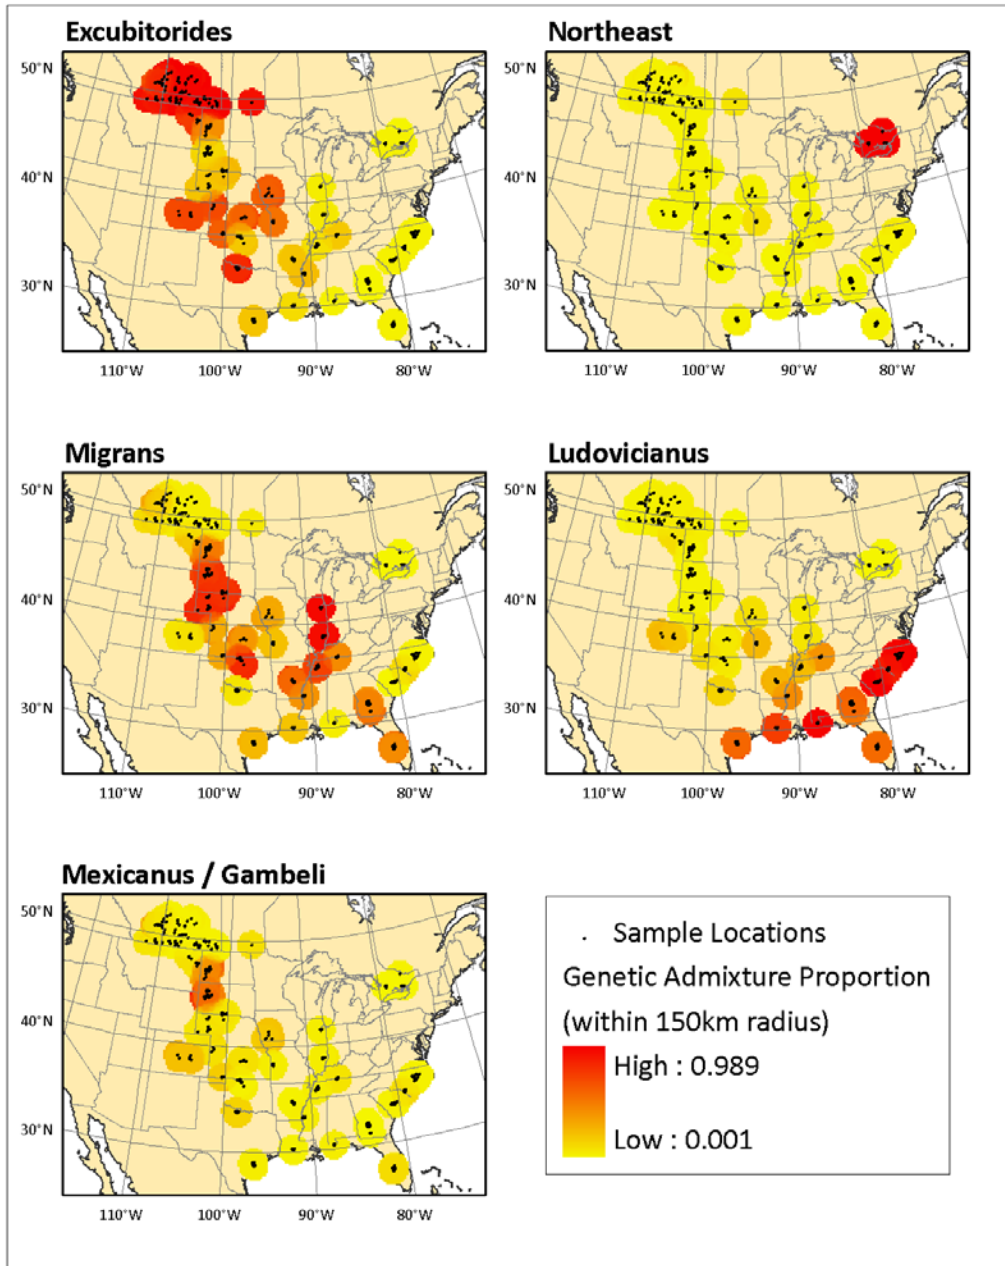 Excubitorides
Northeast
50°N
40°N
30°N
110°W 100°W 90°W 80°W
50°N
40°N
30°N
110°W 100°W 90°W 80°W
Migrans
Ludovicianus
50°N
40°N
30°N
110°W 100°W 90°W 80°W
50°N
40°N
30°N
110°W 100°W 90°W 80°W
Mexicanus / Gambeli
50°N
40°N
30°N
110°W 100°W 90°W 80°W
Sample Locations
Genetic Admixture Proportion
(within 150km radius)
High : 0.989
Low : 0.001